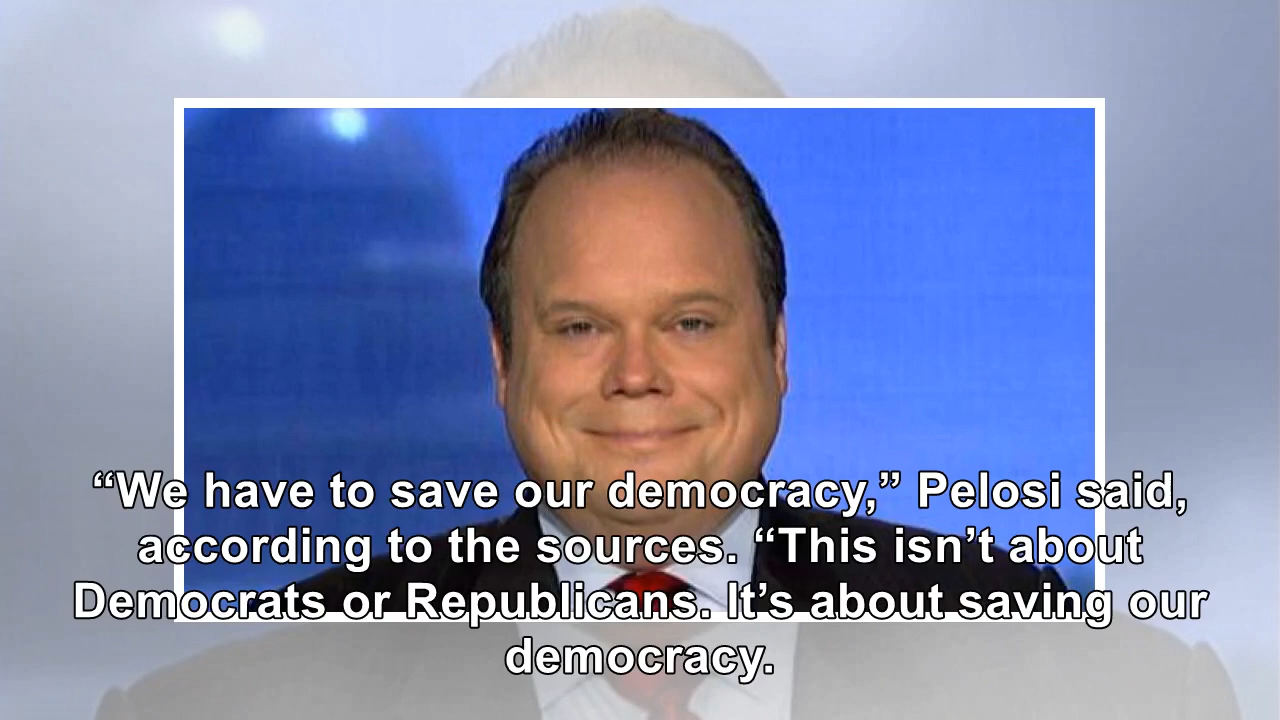 “We have to save our democracy,” Pelosi said,
according to the sources. “This isn’t about
Democrats or Republicans. It’s about saving our
democracy.